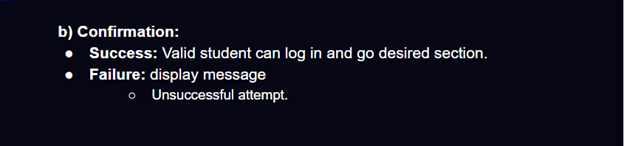 b) Confirmation:
● Success: Valid student can log in and go desired section.
● Failure: display message
○ Unsuccessful attempt.